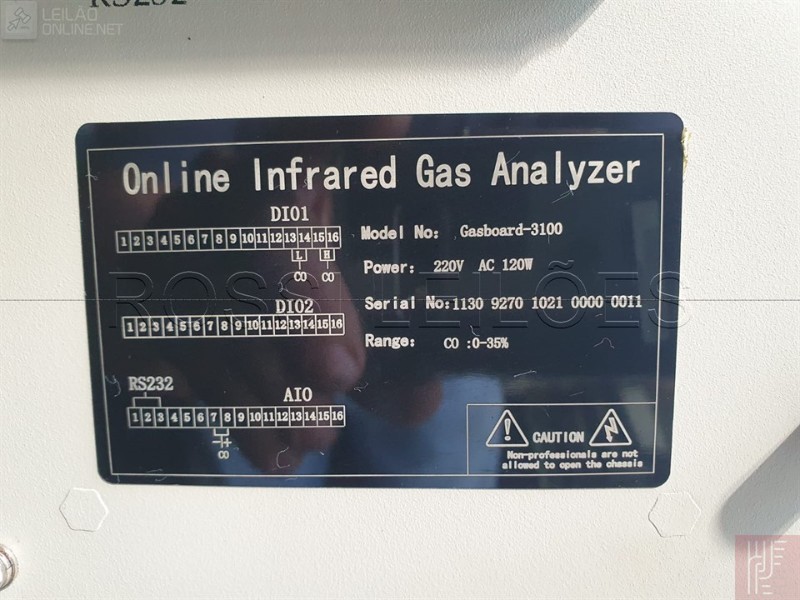 LEILÃO
ONLINE.NET
RS232
Online Infrared Gas Analyzer
DIO1
1 2 3 4 5 6 7 8 9 10 11 12 13 14 15 16
L H
CO CO
Model No: Gasboard-3100
Power: 220V AC 120W
Serial No:1130 9270 1021 0000 0011
Range: CO :0-35%
ROSSI LEILÕES
DIO2
1 2 3 4 5 6 7 8 9 10 11 12 13 14 15 16
RS232
AIO
1 2 3 4 5 6 7 8 9 10 11 12 13 14 15 16
- +
CO
CAUTION
Non-professionals are not
allowed to open the chassis